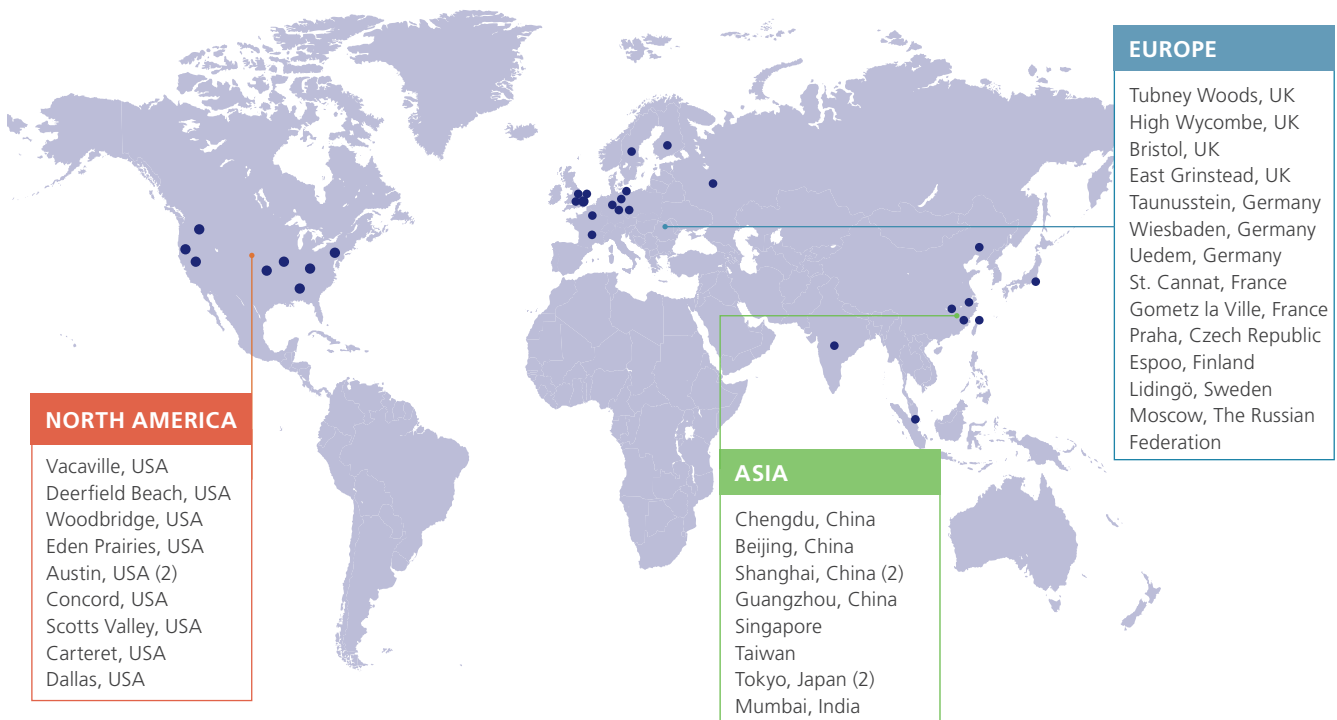 EUROPE
Tubney Woods, UK
High Wycombe, UK
Bristol, UK
East Grinstead, UK
Taunusstein, Germany
Wiesbaden, Germany
Uedem, Germany
St. Cannat, France
Gometz la Ville, France
Praha, Czech Republic
Espoo, Finland
Lidingö, Sweden
Moscow, The Russian
Federation
NORTH AMERICA
Vacaville, USA
Deerfield Beach, USA
Woodbridge, USA
Eden Prairies, USA
Austin, USA (2)
Concord, USA
Scotts Valley, USA
Carteret, USA
Dallas, USA
ASIA
Chengdu, China
Beijing, China
Shanghai, China (2)
Guangzhou, China
Singapore
Taiwan
Tokyo, Japan (2)
Mumbai, India